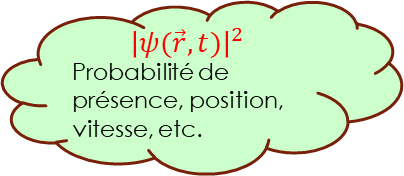 |ψ(r⃗,t)|²
Probabilité de
présence, position,
vitesse, etc.